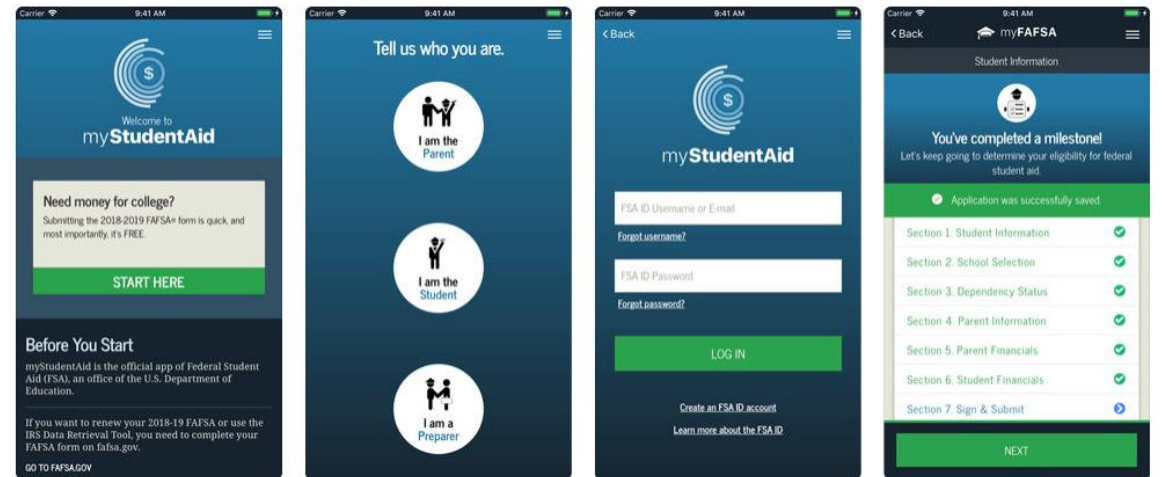 Carrier 9:41 AM
Welcome to
myStudentAid
Need money for college?
Submitting the 2018-2019 FAFSA® form is quick, and
most importantly, it's FREE.
START HERE
Before You Start
myStudentAid is the official app of Federal Student
Aid (FSA), an office of the U.S. Department of
Education.
If you want to renew your 2018-19 FAFSA or use the
IRS Data Retrieval Tool, you need to complete your
FAFSA form on fafsa.gov.
GO TO FAFSA.GOV
Carrier 9:41 AM
Tell us who you are.
I am the
Parent
I am the
Student
I am a
Preparer
Carrier 9:41 AM
< Back
$
myStudentAid
FSA ID Username or E-mail
Forgot username?
FSA ID Password
Forgot password?
LOG IN
Create an FSA ID account
Learn more about the FSA ID
Carrier 9:41 AM
< Back myFAFSA
Student Information
You've completed a milestone!
Let's keep going to determine your eligibility for federal
student aid.
Application was successfully saved.
Section 1. Student Information
Section 2. School Selection
Section 3. Dependency Status
Section 4. Parent Information
Section 5. Parent Financials
Section 6. Student Financials
Section 7. Sign & Submit
NEXT